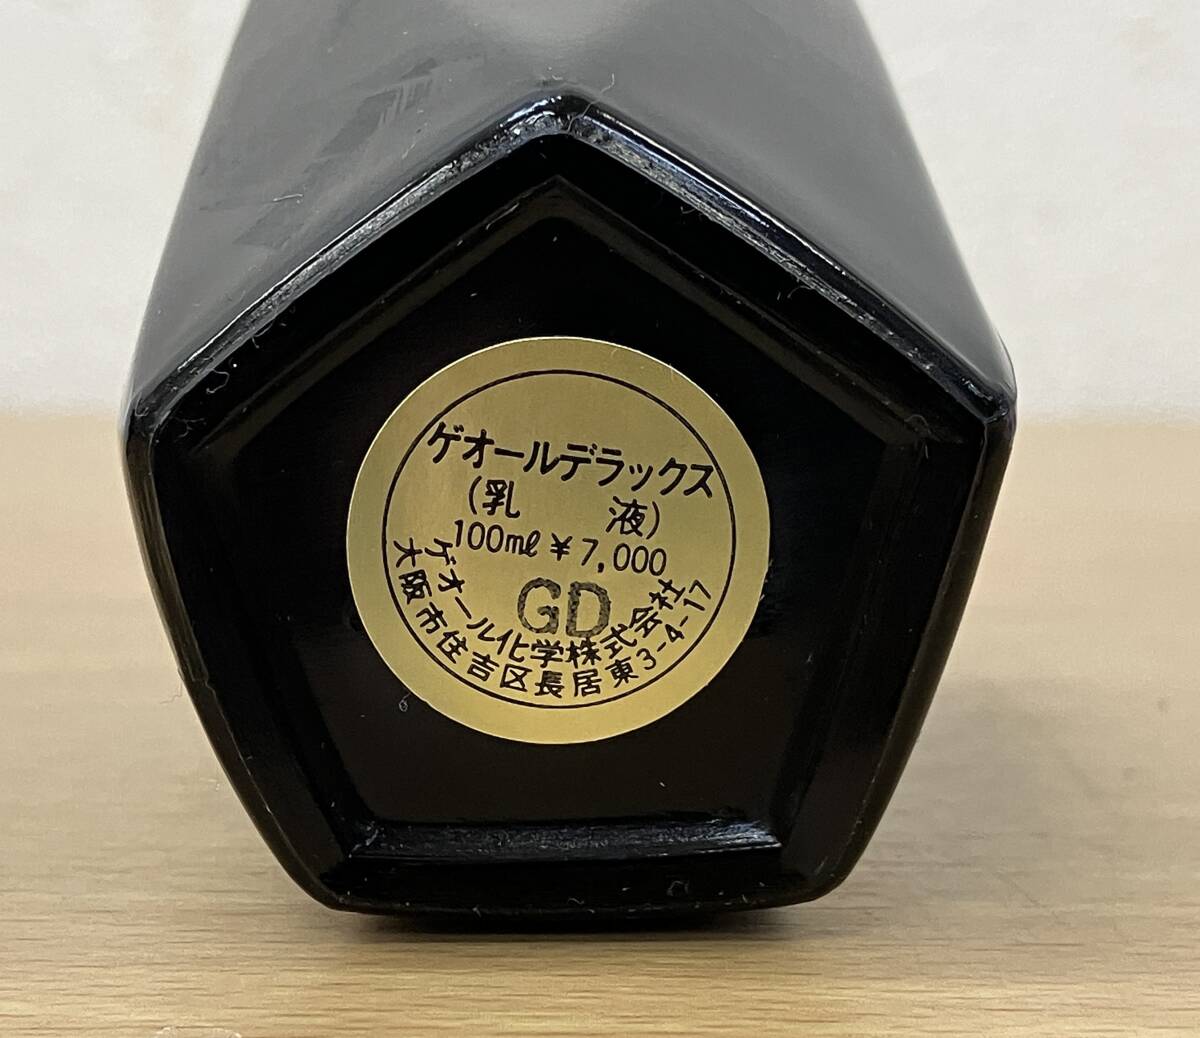 ゲオールデラックス
(乳　液)
100ml ¥7,000
GD
ゲオール化学株式会社
大阪市住吉区長居東3-4-17